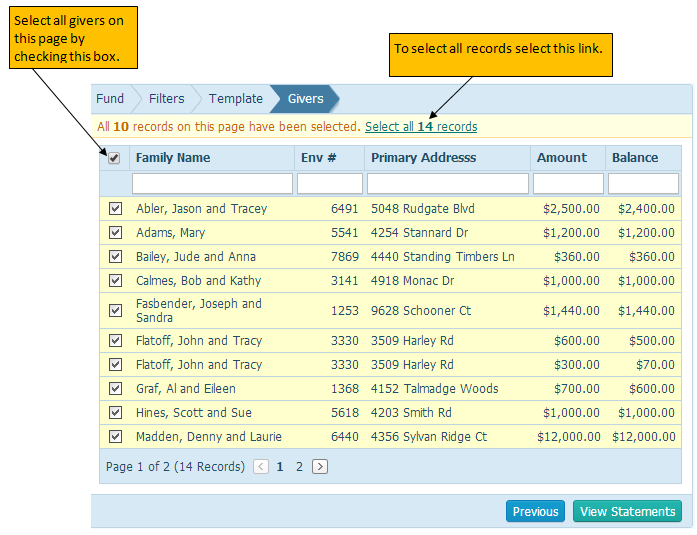 Select all givers on
this page by
checking this box.
To select all records select this link.
Fund Filters Template Givers
All 10 records on this page have been selected. Select all 14 records
Family Name Env # Primary Addresss Amount Balance
Abler, Jason and Tracey 6491 5048 Rudgate Blvd $2,500.00 $2,400.00
Adams, Mary 5541 4254 Stannard Dr $1,200.00 $1,200.00
Bailey, Jude and Anna 7869 4440 Standing Timbers Ln $360.00 $360.00
Calmes, Bob and Kathy 3141 4918 Monac Dr $1,000.00 $1,000.00
Fasbender, Joseph and
Sandra 1253 9628 Schooner Ct $1,440.00 $1,440.00
Flatoff, John and Tracy 3330 3509 Harley Rd $600.00 $500.00
Flatoff, John and Tracy 3330 3509 Harley Rd $300.00 $70.00
Graf, Al and Eileen 1368 4152 Talmadge Woods $700.00 $600.00
Hines, Scott and Sue 5618 4203 Smith Rd $1,000.00 $1,000.00
Madden, Denny and Laurie 6440 4356 Sylvan Ridge Ct $12,000.00 $12,000.00
Page 1 of 2 (14 Records) < 1 2 >
Previous View Statements